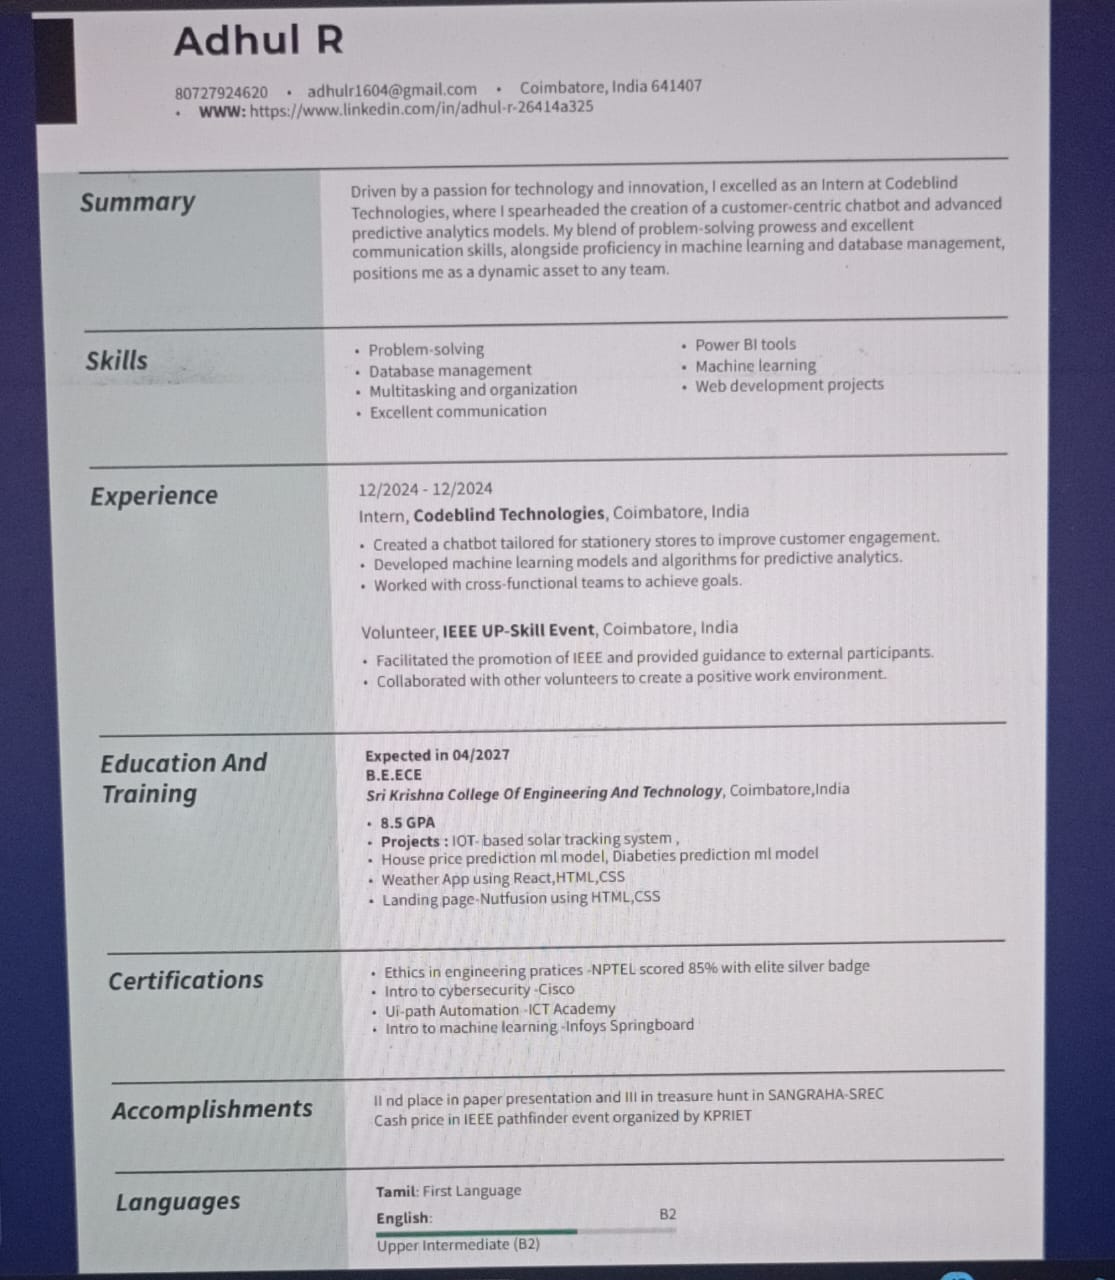 Adhul R
80727924620 • adhulr1604@gmail.com • Coimbatore, India 641407
• WWW: https://www.linkedin.com/in/adhul-r-26414a325
Summary
Driven by a passion for technology and innovation, I excelled as an Intern at Codeblind
Technologies, where I spearheaded the creation of a customer-centric chatbot and advanced
predictive analytics models. My blend of problem-solving prowess and excellent
communication skills, alongside proficiency in machine learning and database management,
positions me as a dynamic asset to any team.
Skills
• Problem-solving
• Database management
• Multitasking and organization
• Excellent communication
• Power BI tools
• Machine learning
• Web development projects
Experience
12/2024 - 12/2024
Intern, Codeblind Technologies, Coimbatore, India
• Created a chatbot tailored for stationery stores to improve customer engagement.
• Developed machine learning models and algorithms for predictive analytics.
• Worked with cross-functional teams to achieve goals.
Volunteer, IEEE UP-Skill Event, Coimbatore, India
• Facilitated the promotion of IEEE and provided guidance to external participants.
• Collaborated with other volunteers to create a positive work environment.
Education And
Training
Expected in 04/2027
B.E.ECE
Sri Krishna College Of Engineering And Technology, Coimbatore,India
• 8.5 GPA
• Projects : IOT- based solar tracking system ,
• House price prediction ml model, Diabeties prediction ml model
• Weather App using React,HTML,CSS
• Landing page-Nutfusion using HTML,CSS
Certifications
• Ethics in engineering pratices -NPTEL scored 85% with elite silver badge
• Intro to cybersecurity -Cisco
• Ui-path Automation -ICT Academy
• Intro to machine learning -Infoys Springboard
Accomplishments
II nd place in paper presentation and III in treasure hunt in SANGRAHA-SREC
Cash price in IEEE pathfinder event organized by KPRIET
Languages
Tamil: First Language
English: B2
Upper Intermediate (B2)